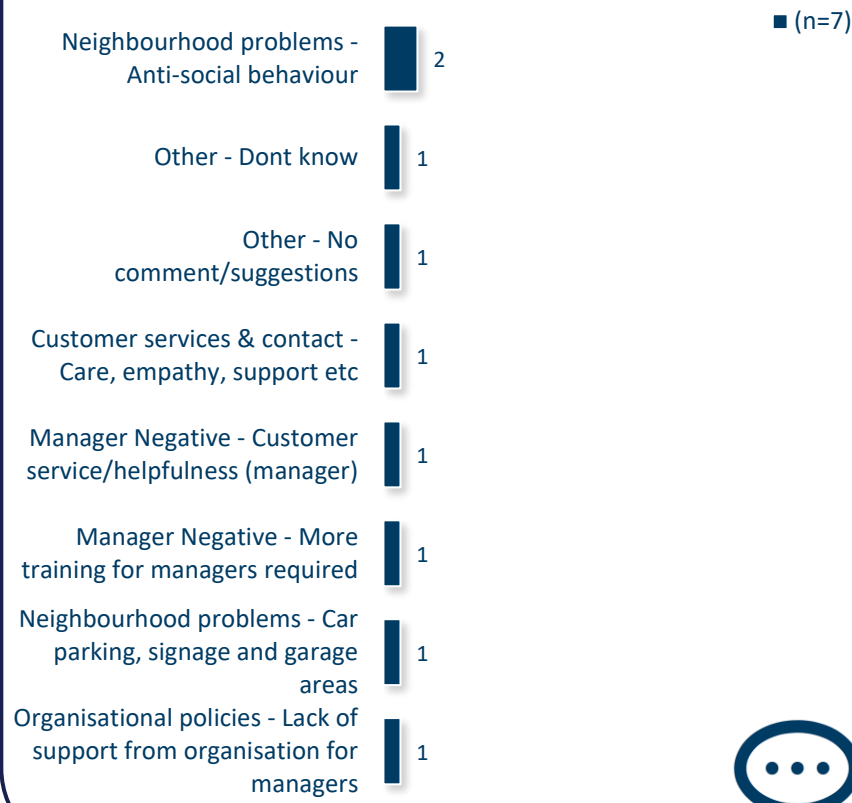 (n=7)
Neighbourhood problems -
Anti-social behaviour
2
Other - Dont know
1
Other - No
comment/suggestions
1
Customer services & contact -
Care, empathy, support etc
1
Manager Negative - Customer
service/helpfulness (manager)
1
Manager Negative - More
training for managers required
1
Neighbourhood problems - Car
parking, signage and garage
areas
1
Organisational policies - Lack of
support from organisation for
managers
1